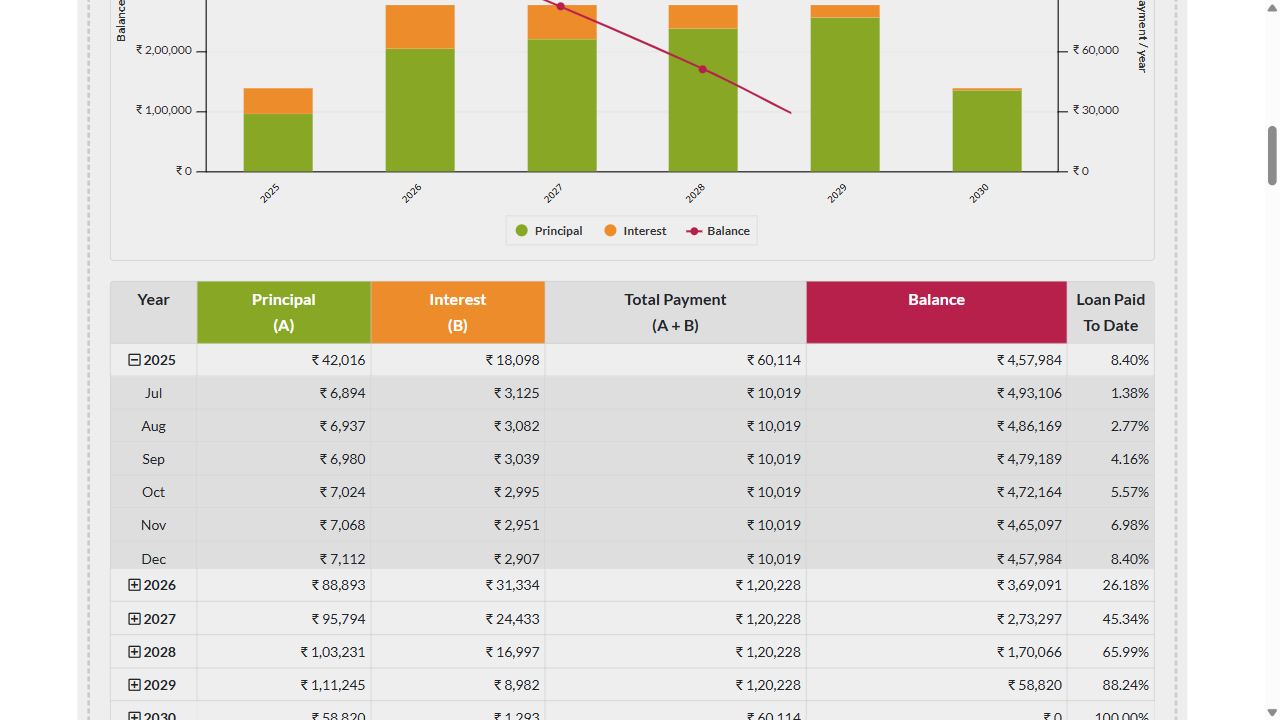 Balance
ayment / year
₹ 2,00,000
₹ 60,000
₹ 1,00,000
₹ 30,000
₹ 0
₹ 0
2025 2026 2027 2028 2029 2030
Principal Interest Balance
Year Principal (A) Interest (B) Total Payment (A + B) Balance Loan Paid To Date
2025 ₹ 42,016 ₹ 18,098 ₹ 60,114 ₹ 4,57,984 8.40%
Jul ₹ 6,894 ₹ 3,125 ₹ 10,019 ₹ 4,93,106 1.38%
Aug ₹ 6,937 ₹ 3,082 ₹ 10,019 ₹ 4,86,169 2.77%
Sep ₹ 6,980 ₹ 3,039 ₹ 10,019 ₹ 4,79,189 4.16%
Oct ₹ 7,024 ₹ 2,995 ₹ 10,019 ₹ 4,72,164 5.57%
Nov ₹ 7,068 ₹ 2,951 ₹ 10,019 ₹ 4,65,097 6.98%
Dec ₹ 7,112 ₹ 2,907 ₹ 10,019 ₹ 4,57,984 8.40%
2026 ₹ 88,893 ₹ 31,334 ₹ 1,20,228 ₹ 3,69,091 26.18%
2027 ₹ 95,794 ₹ 24,433 ₹ 1,20,228 ₹ 2,73,297 45.34%
2028 ₹ 1,03,231 ₹ 16,997 ₹ 1,20,228 ₹ 1,70,066 65.99%
2029 ₹ 1,11,245 ₹ 8,982 ₹ 1,20,228 ₹ 58,820 88.24%
2030 ₹ 58,820 ₹ 1,293 ₹ 60,114 ₹ 0 100.00%